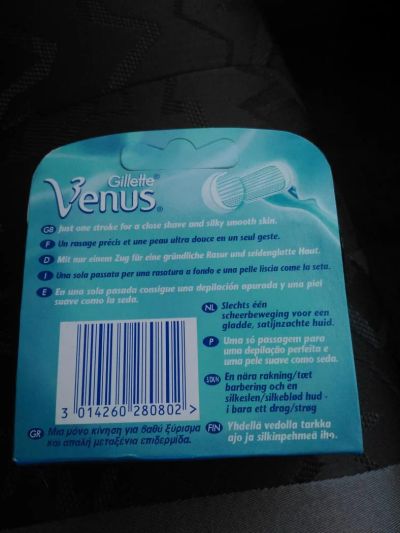 Gillette®
Venus®
GB Just one stroke for a close shave and silky smooth skin.
F Un rasage précis et une peau ultra douce en un seul geste.
D Mit nur einem Zug für eine gründliche Rasur und seidenglatte Haut.
I Una sola passata per una rasatura a fondo e una pelle liscia come la seta.
E En una sola pasada consigue una depilación apurada y una piel
suave como la seda.
NL Slechts één
scheerbeweging voor een
gladde, satijnzachte huid.
P Uma só passagem para
uma depilação perfeita e
uma pele suave como seda.
S/DK/N En nära rakning/tæt
barbering och en
silkeslen/silkeblød hud -
i bara ett drag/strøg
3 014260 280802 >
GR Μια μόνο κίνηση για βαθύ ξύρισμα
και απαλή μεταξένια επιδερμίδα.
FIN Yhdellä vedolla tarkka
ajo ja silkinpehmeä iho.